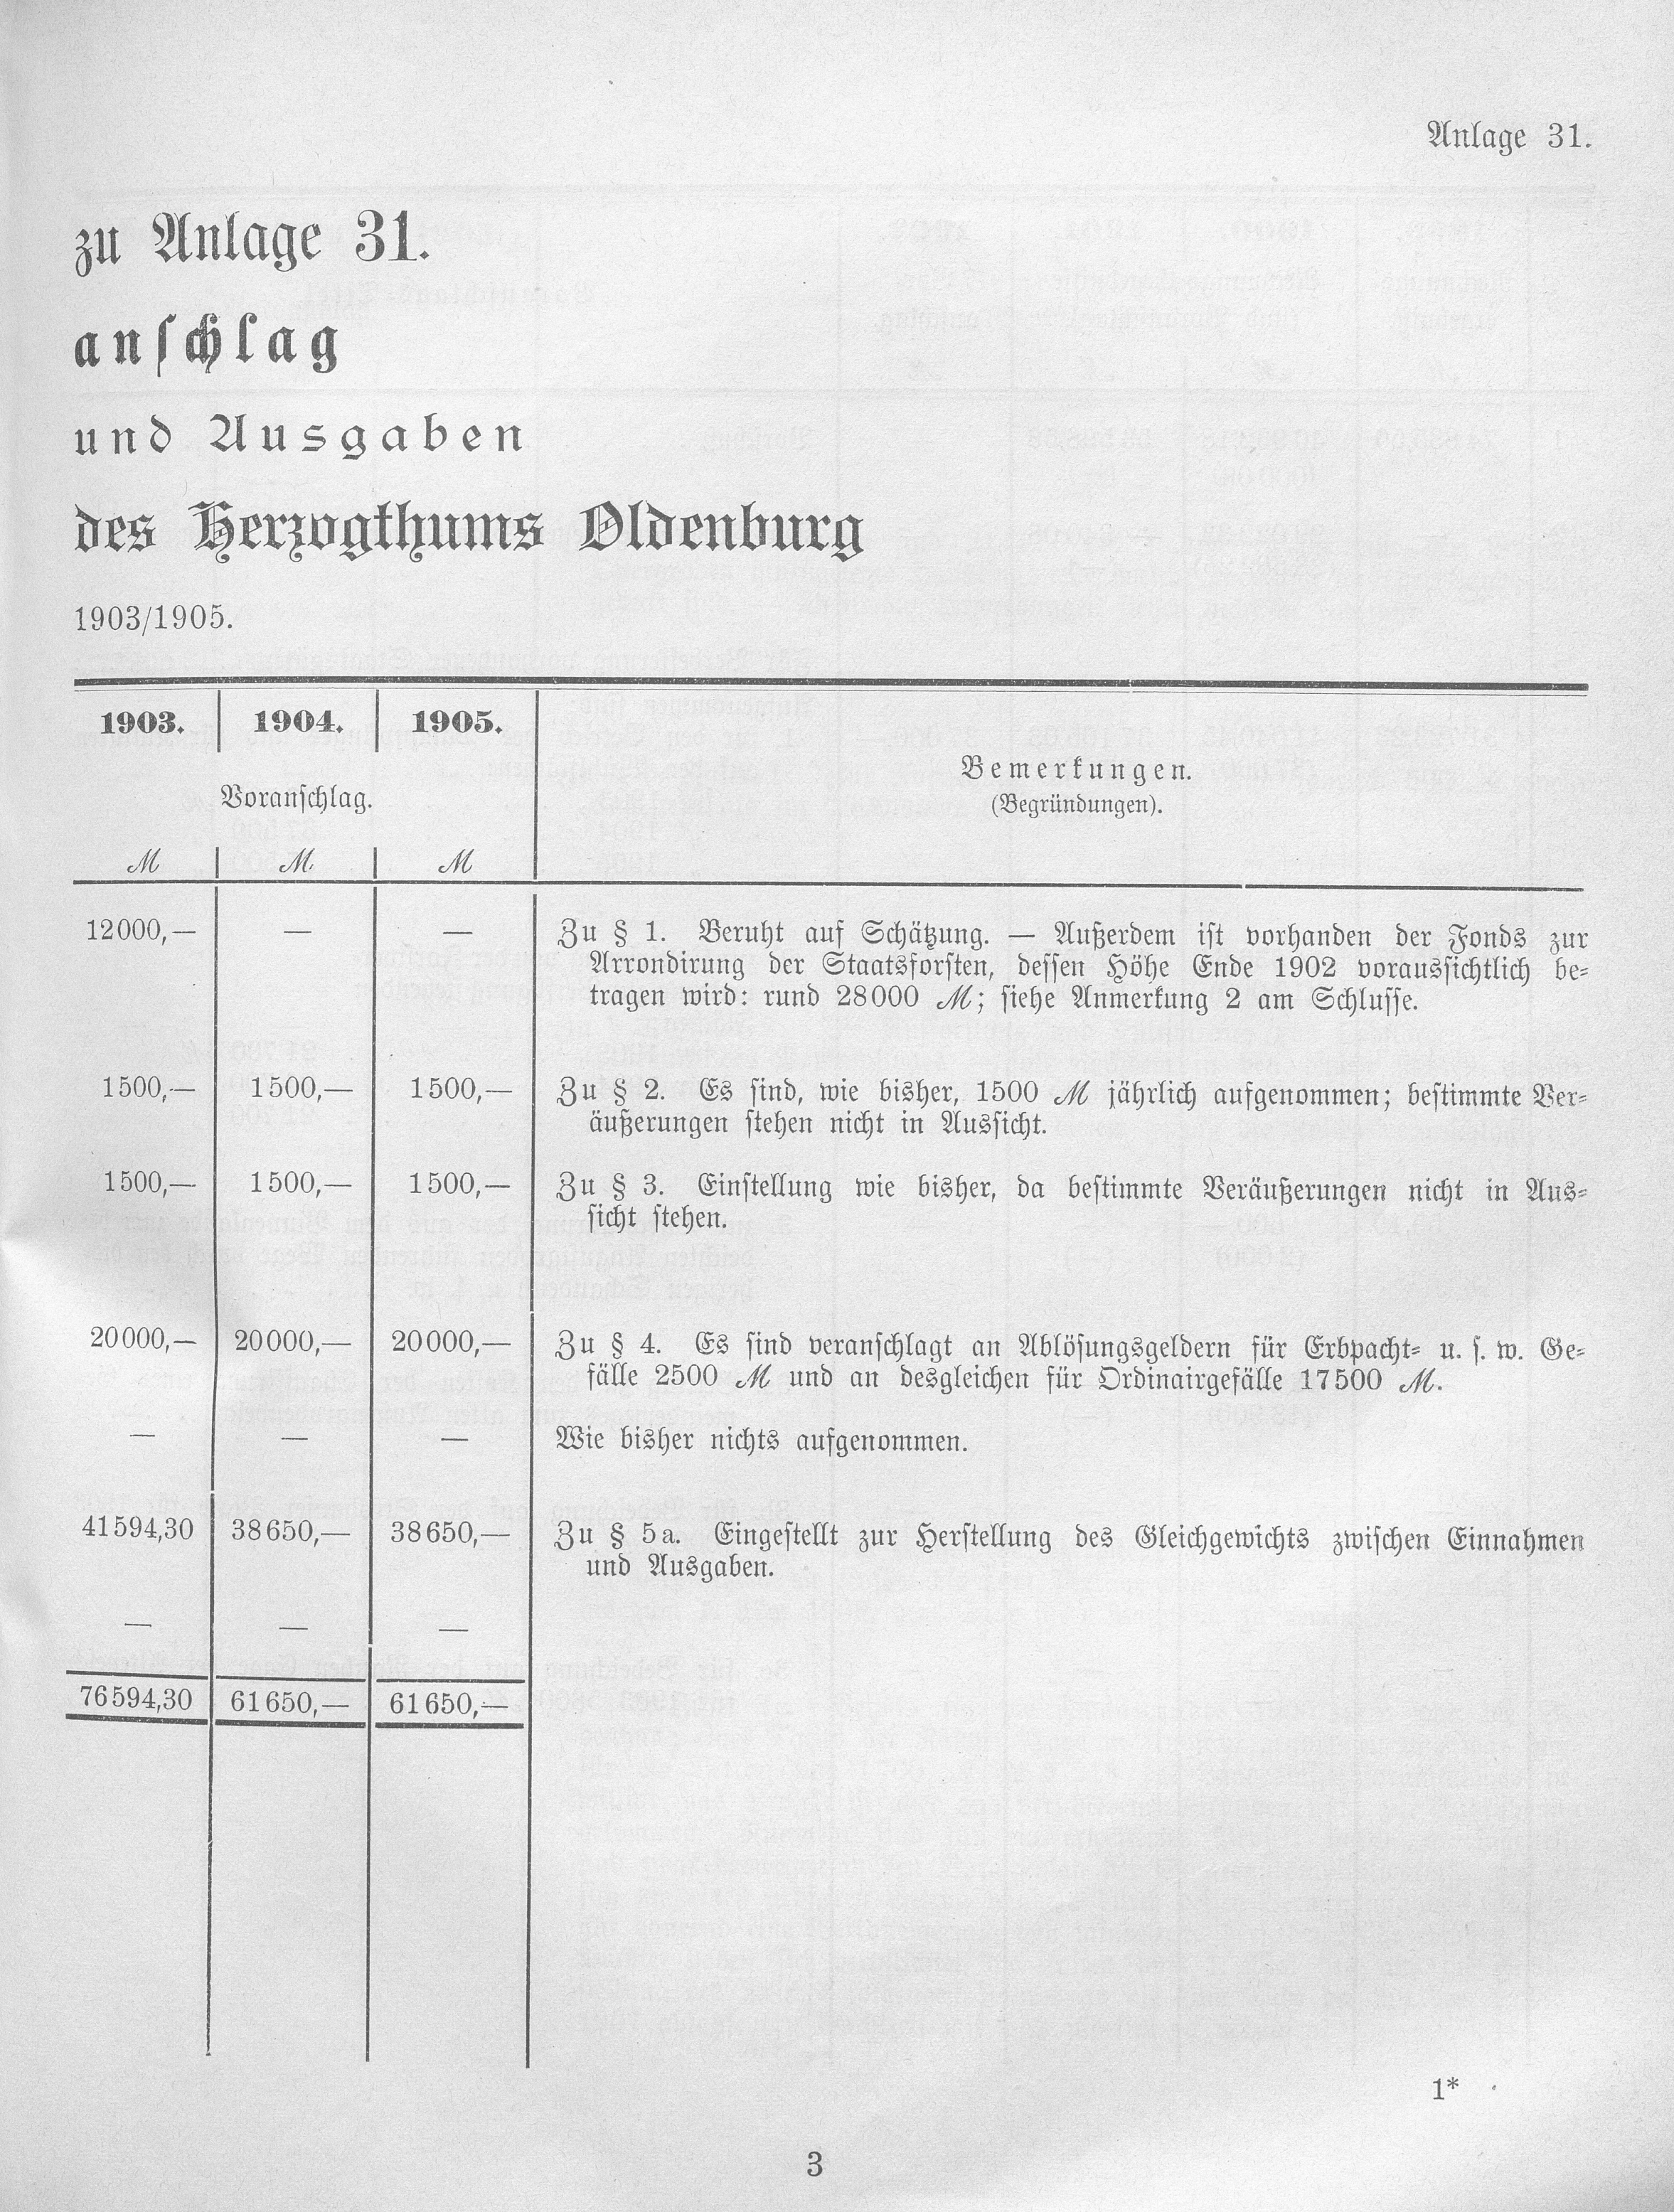 Anlage 31.
zu Anlage 31.
anschlag
und Ausgaben
des Herzogthums Oldenburg
1903/1905.
1903. 1904. 1905.
Bemerkungen.
Voranschlag.
(Begründungen).
ℳ ℳ ℳ
12000,— — — Zu § 1. Beruht auf Schätzung. — Außerdem ist vorhanden der Fonds zur
Arrondirung der Staatsforsten, dessen Höhe Ende 1902 voraussichtlich be-
tragen wird: rund 28000 ℳ; siehe Anmerkung 2 am Schlusse.
1500,— 1500,— 1500,— Zu § 2. Es sind, wie bisher, 1500 ℳ jährlich aufgenommen; bestimmte Ver-
äußerungen stehen nicht in Aussicht.
1500,— 1500,— 1500,— Zu § 3. Einstellung wie bisher, da bestimmte Veräußerungen nicht in Aus-
sicht stehen.
20000,— 20000,— 20000,— Zu § 4. Es sind veranschlagt an Ablösungsgeldern für Erbpacht- u. s. w. Ge-
fälle 2500 ℳ und an desgleichen für Ordinairgefälle 17500 ℳ.
— — — Wie bisher nichts aufgenommen.
41594,30 38650,— 38650,— Zu § 5a. Eingestellt zur Herstellung des Gleichgewichts zwischen Einnahmen
und Ausgaben.
— — —
76594,30 61650,— 61650,—
1*
3